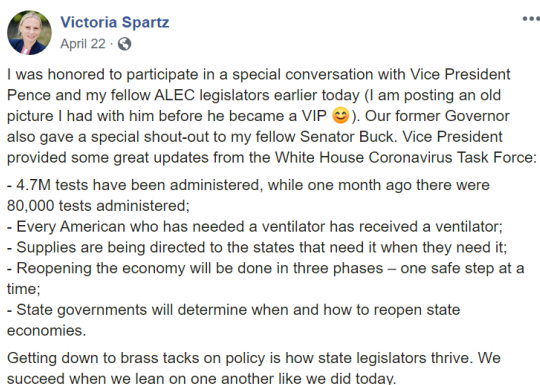 Victoria Spartz
April 22 ·
I was honored to participate in a special conversation with Vice President
Pence and my fellow ALEC legislators earlier today (I am posting an old
picture I had with him before he became a VIP 😊). Our former Governor
also gave a special shout-out to my fellow Senator Buck. Vice President
provided some great updates from the White House Coronavirus Task Force:
- 4.7M tests have been administered, while one month ago there were
80,000 tests administered;
- Every American who has needed a ventilator has received a ventilator;
- Supplies are being directed to the states that need it when they need it;
- Reopening the economy will be done in three phases – one safe step at a
time;
- State governments will determine when and how to reopen state
economies.
Getting down to brass tacks on policy is how state legislators thrive. We
succeed when we lean on one another like we did today.